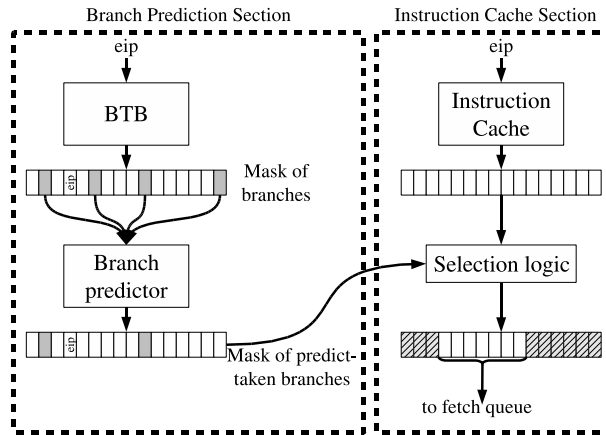 Branch Prediction Section
eip
BTB
eip
Mask of
branches
Branch
predictor
eip
Mask of predict-
taken branches
Instruction Cache Section
eip
Instruction
Cache
Selection logic
to fetch queue